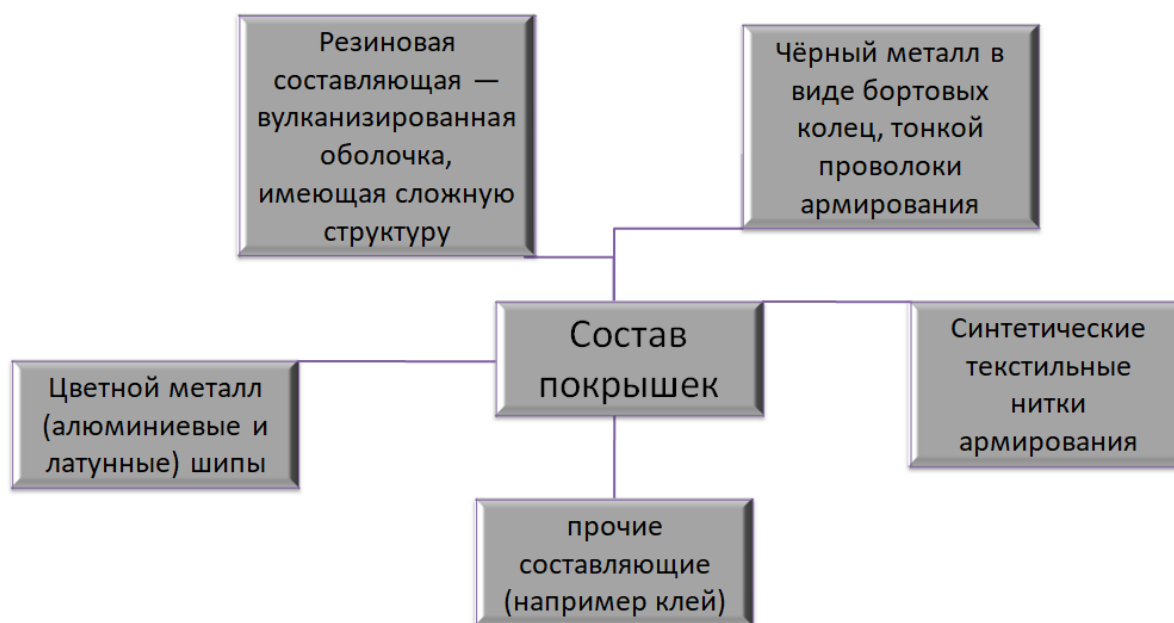 Резиновая
составляющая —
вулканизированная
оболочка,
имеющая сложную
структуру
Чёрный металл в
виде бортовых
колец, тонкой
проволоки
армирования
Состав
покрышек
Синтетические
текстильные
нитки
армирования
Цветной металл
(алюминиевые и
латунные) шипы
прочие
составляющие
(например клей)